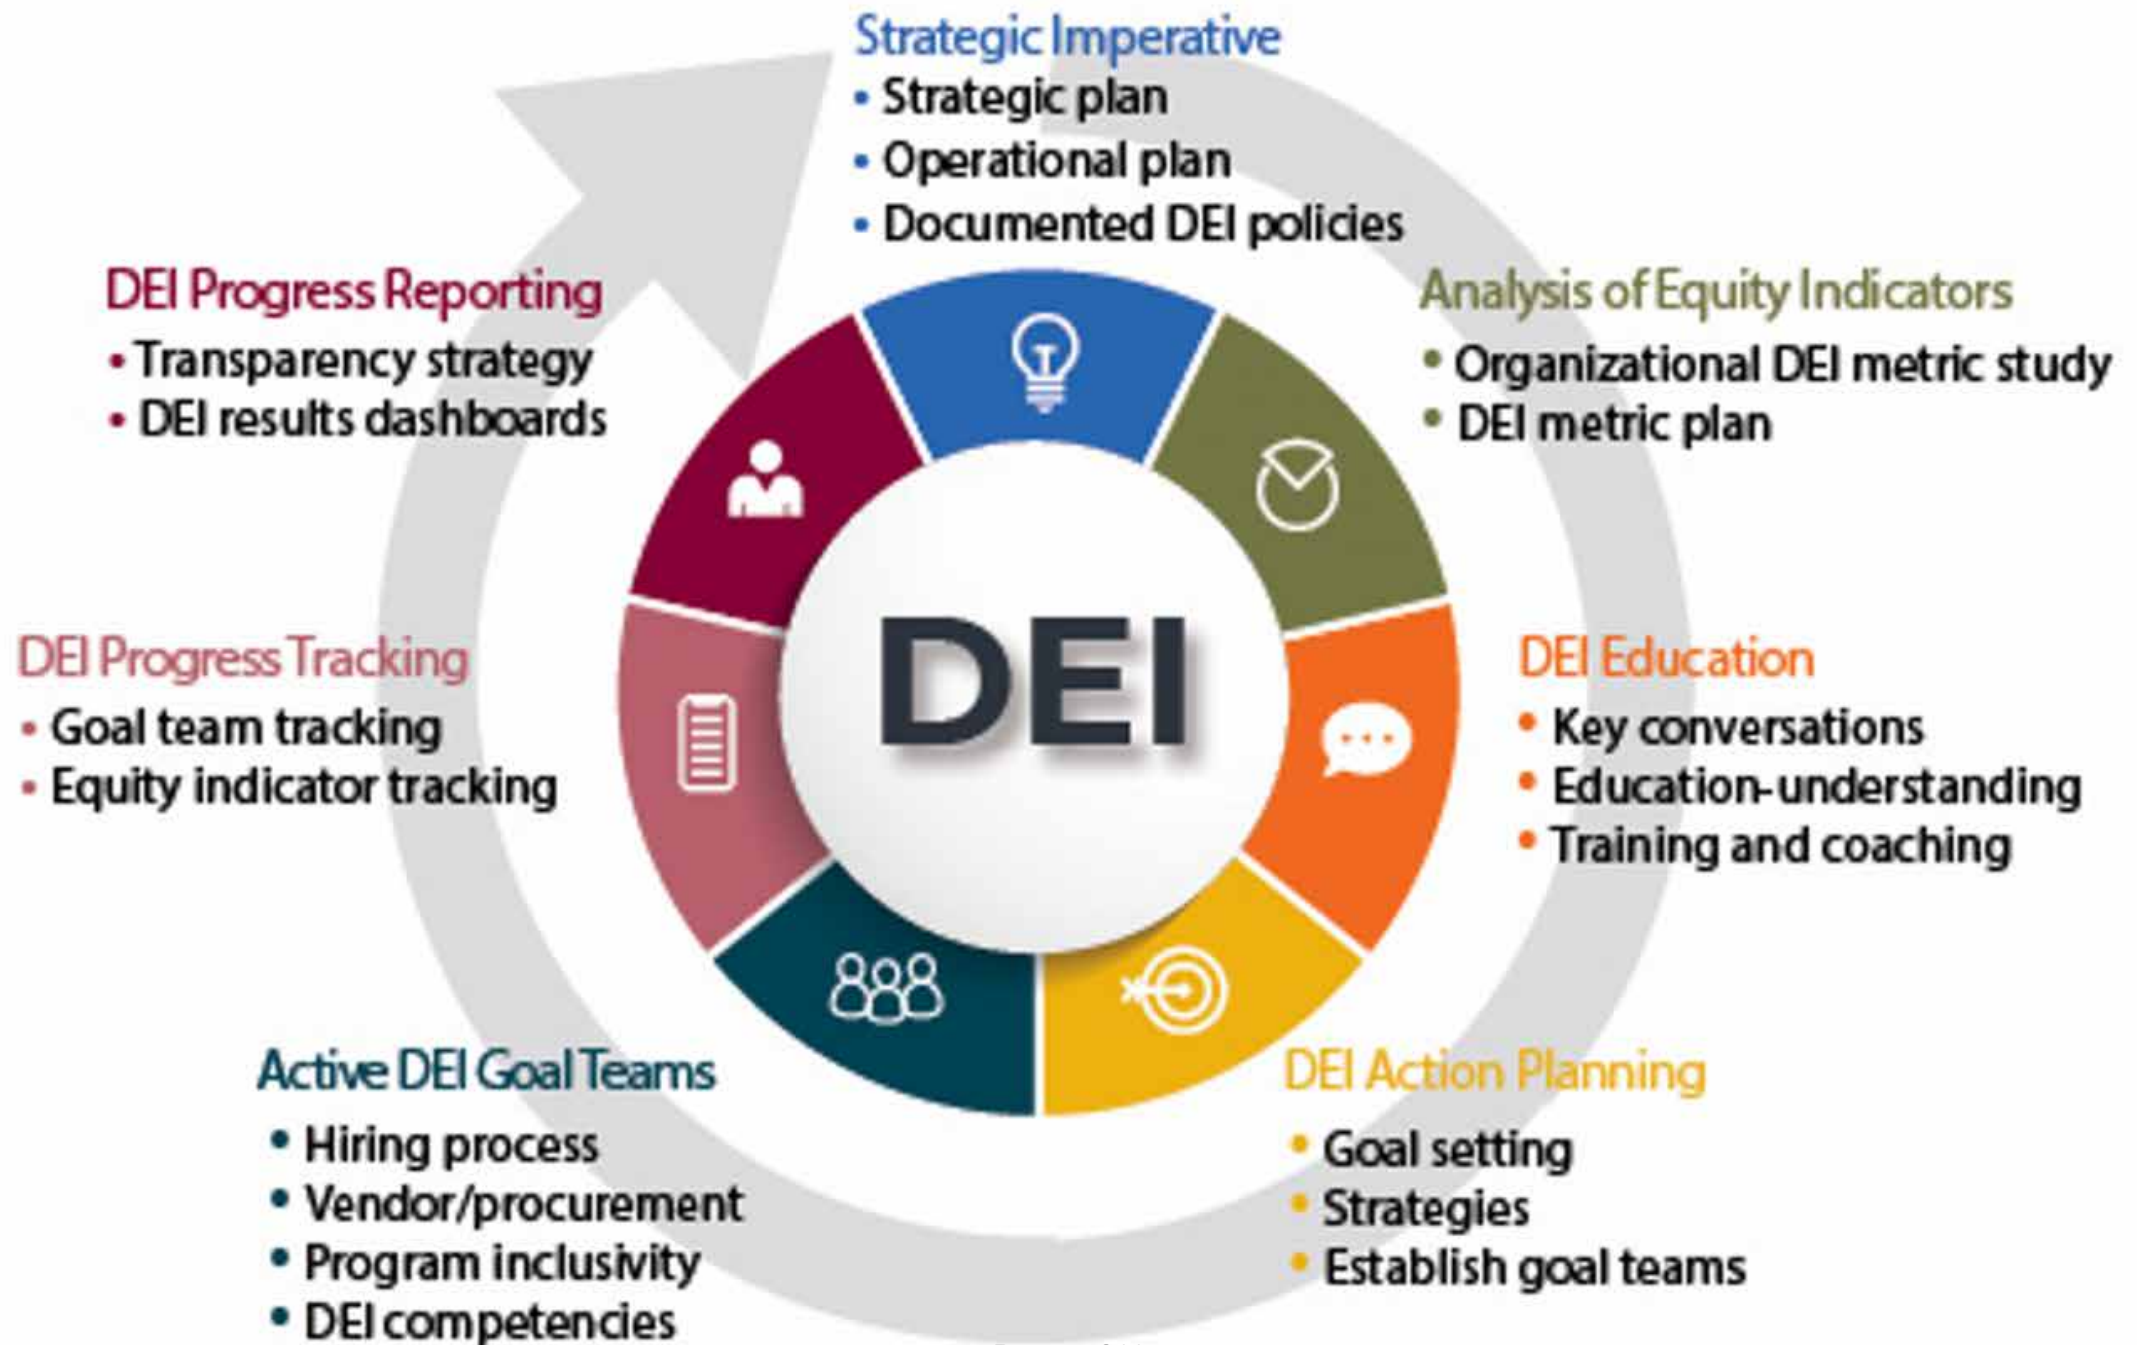 Strategic Imperative
• Strategic plan
• Operational plan
• Documented DEI policies
Analysis of Equity Indicators
• Organizational DEI metric study
• DEI metric plan
DEI Education
• Key conversations
• Education-understanding
• Training and coaching
DEI Action Planning
• Goal setting
• Strategies
• Establish goal teams
Active DEI Goal Teams
• Hiring process
• Vendor/procurement
• Program inclusivity
• DEI competencies
DEI Progress Tracking
• Goal team tracking
• Equity indicator tracking
DEI Progress Reporting
• Transparency strategy
• DEI results dashboards
DEI